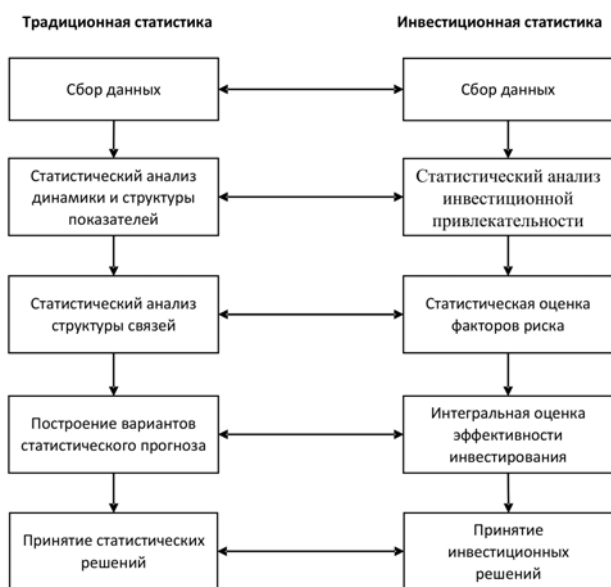 Традиционная статистика
Инвестиционная статистика
Сбор данных
Сбор данных
Статистический анализ
динамики и структуры
показателей
Статистический анализ
инвестиционной
привлекательности
Статистический анализ
структуры связей
Статистическая оценка
факторов риска
Построение вариантов
статистического прогноза
Интегральная оценка
эффективности
инвестирования
Принятие статистических
решений
Принятие
инвестиционных
решений